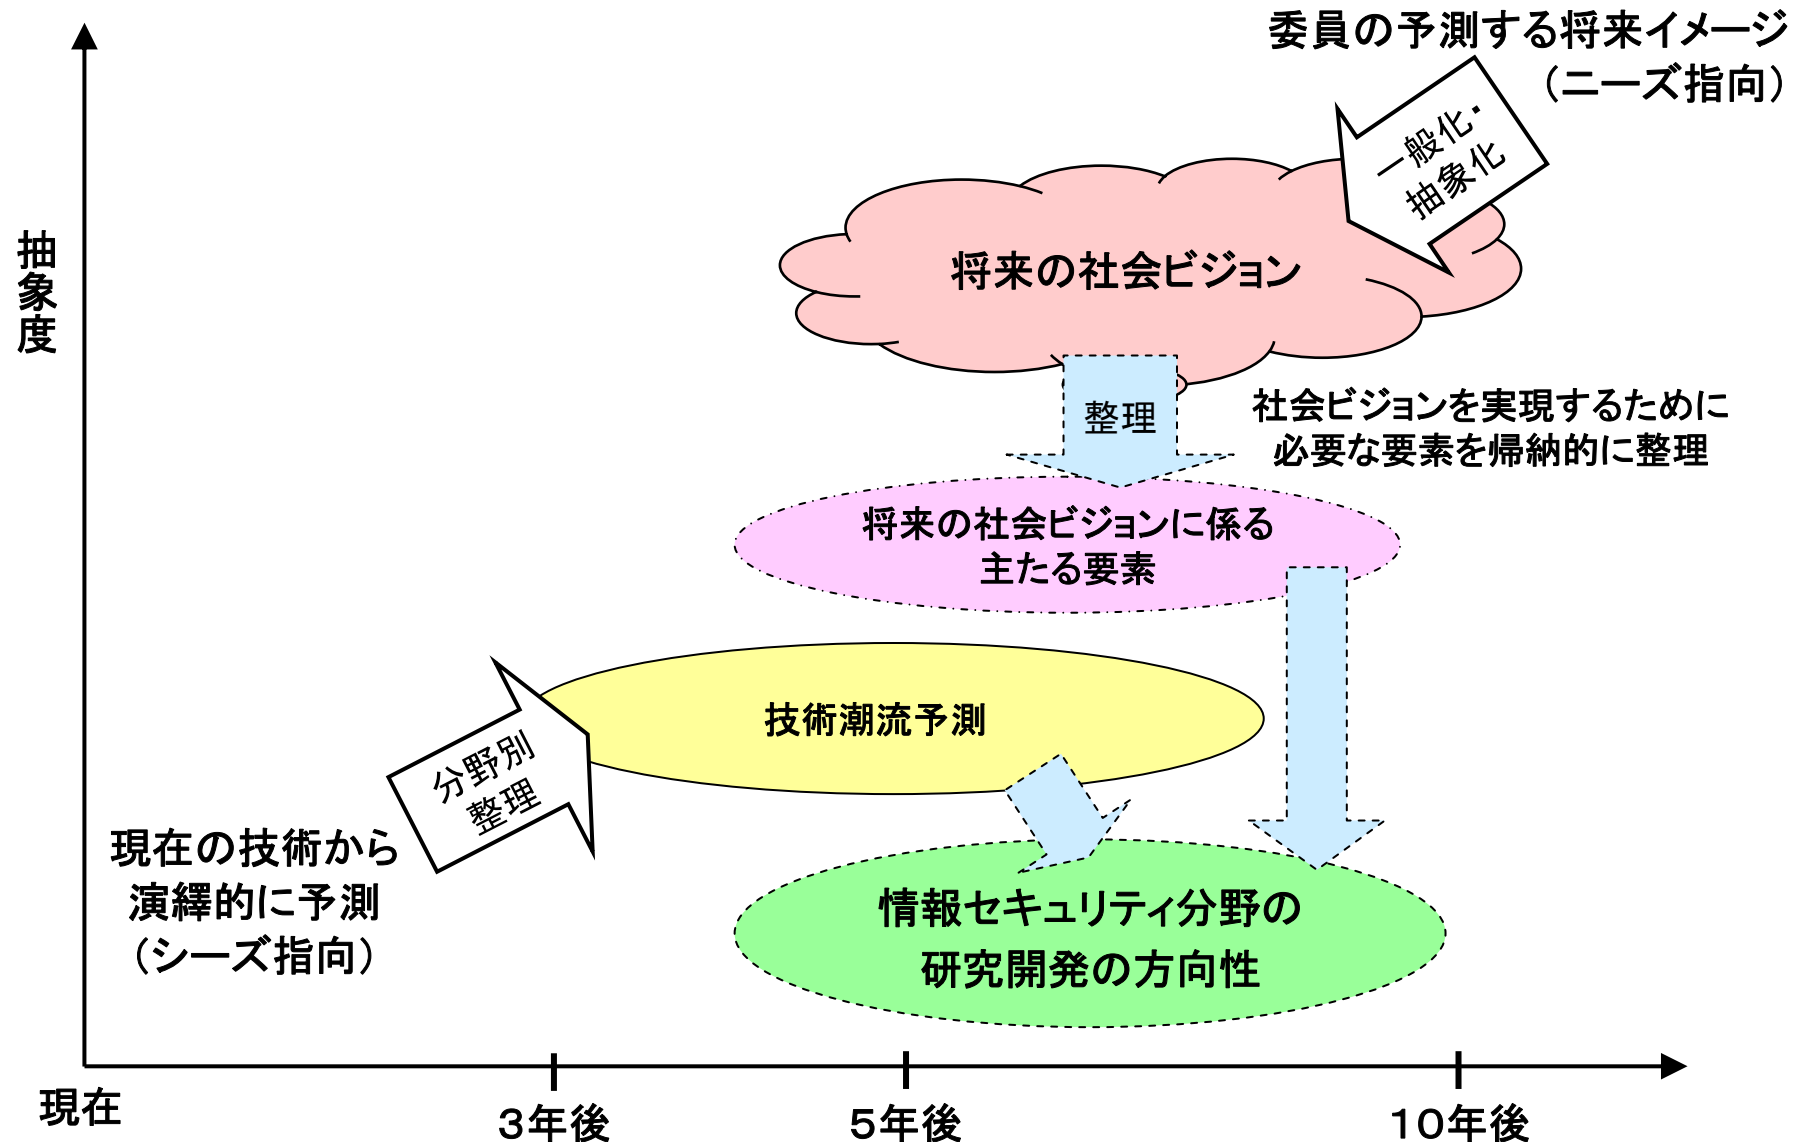 委員の予測する将来イメージ
（ニーズ指向）
一般化・
抽象化
抽象度
将来の社会ビジョン
整理
社会ビジョンを実現するために
必要な要素を帰納的に整理
将来の社会ビジョンに係る
主たる要素
技術潮流予測
分野別
整理
現在の技術から
演繹的に予測
（シーズ指向）
情報セキュリティ分野の
研究開発の方向性
現在
３年後
５年後
１０年後